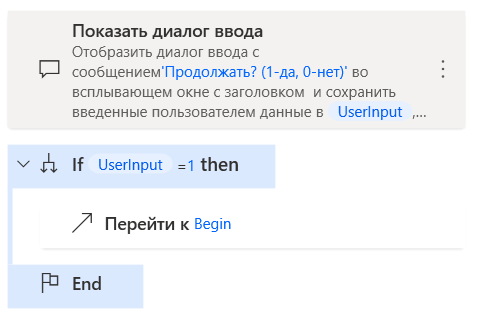 Показать диалог ввода
Отобразить диалог ввода с
сообщением'Продолжать? (1-да, 0-нет)' во
всплывающем окне с заголовком  и сохранить
введенные пользователем данные в UserInput ,...
If UserInput =1 then
Перейти к Begin
End